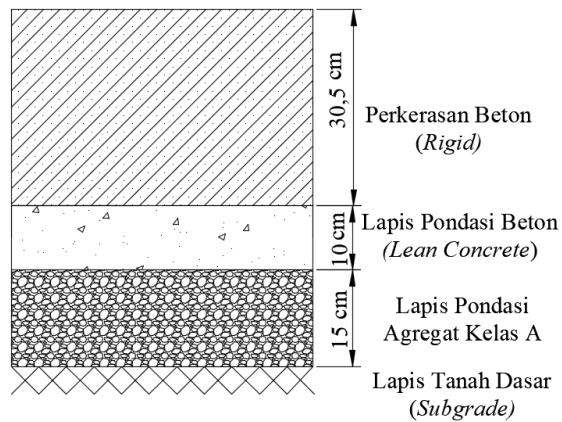 30,5 cm
Perkerasan Beton
(Rigid)
10 cm
Lapis Pondasi Beton
(Lean Concrete)
15 cm
Lapis Pondasi
Agregat Kelas A
Lapis Tanah Dasar
(Subgrade)